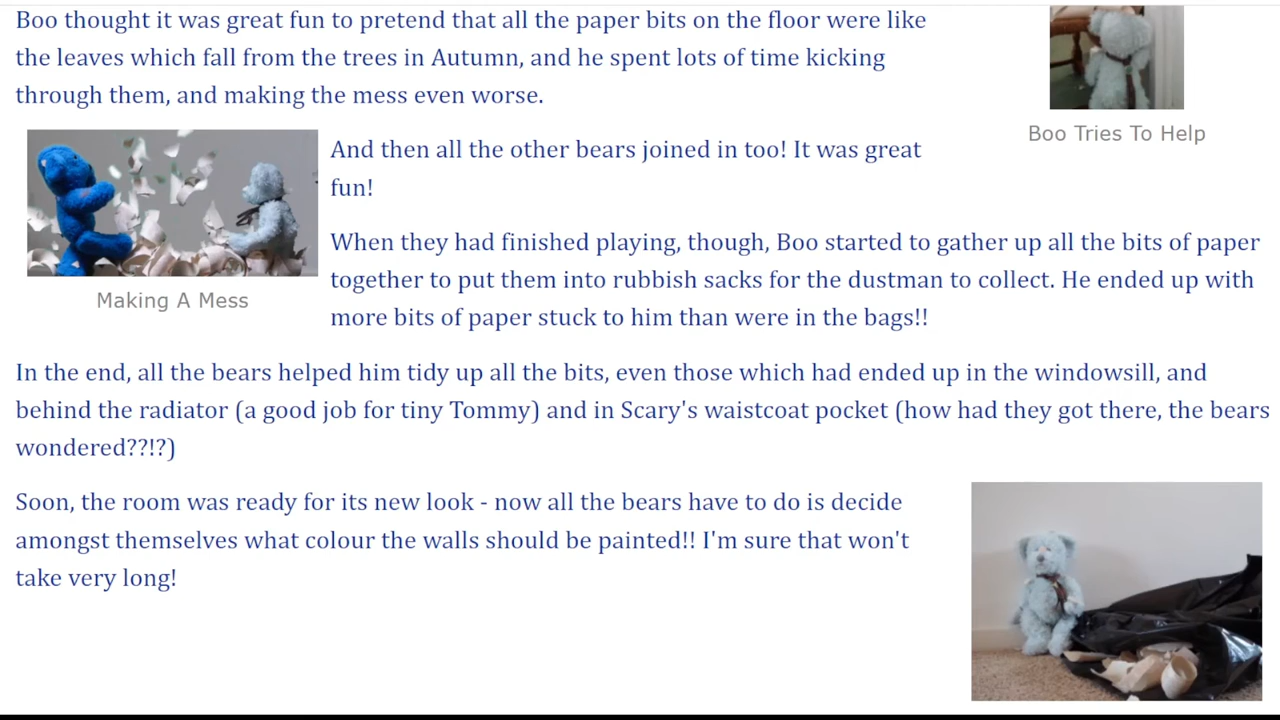 Boo thought it was great fun to pretend that all the paper bits on the floor were like
the leaves which fall from the trees in Autumn, and he spent lots of time kicking
through them, and making the mess even worse.
Boo Tries To Help
And then all the other bears joined in too! It was great
fun!
When they had finished playing, though, Boo started to gather up all the bits of paper
together to put them into rubbish sacks for the dustman to collect. He ended up with
more bits of paper stuck to him than were in the bags!!
Making A Mess
In the end, all the bears helped him tidy up all the bits, even those which had ended up in the windowsill, and
behind the radiator (a good job for tiny Tommy) and in Scary's waistcoat pocket (how had they got there, the bears
wondered??!?)
Soon, the room was ready for its new look - now all the bears have to do is decide
amongst themselves what colour the walls should be painted!! I'm sure that won't
take very long!